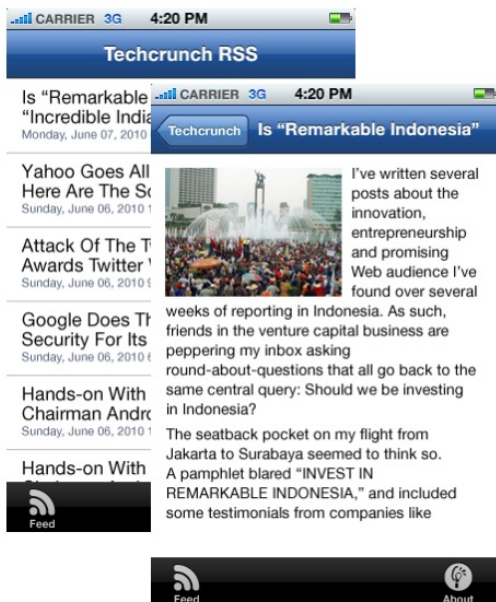 CARRIER 3G 4:20 PM
Techcrunch RSS
Is “Remarkable
“Incredible India
Monday, June 07, 2010
Yahoo Goes All
Here Are The
Sunday, June 06, 2010 1
Attack Of The
Awards Twitter
Sunday, June 06, 2010
Google Does
Security For Its
Sunday, June 06, 2010
Hands-on With
Chairman
Sunday, June 06, 2010 1
Hands-on With
Feed
CARRIER 3G 4:20 PM
Techcrunch Is “Remarkable Indonesia”
I’ve written several
posts about the
innovation,
entrepreneurship
and promising
Web audience I’ve
found over several
weeks of reporting in Indonesia. As such,
friends in the venture capital business are
peppering my inbox asking
round-about-questions that all go back to the
same central query: Should we be investing
in Indonesia?
The seatback pocket on my flight from
Jakarta to Surabaya seemed to think so.
A pamphlet blared “INVEST IN
REMARKABLE INDONESIA,” and included
some testimonials from companies like
Feed About